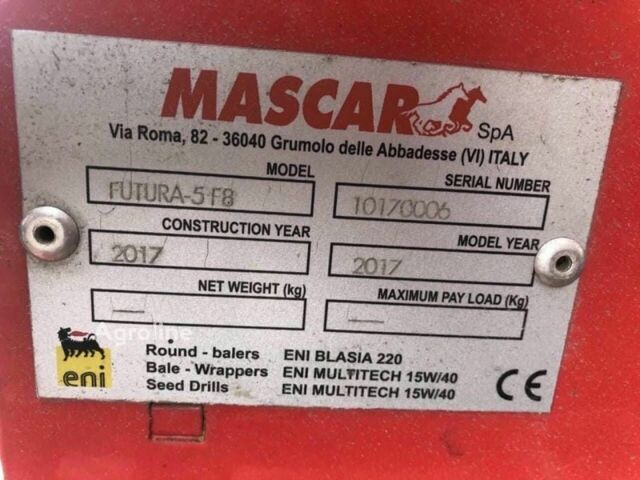 MASCAR SpA
Via Roma, 82 - 36040 Grumolo delle Abbadesse (VI) ITALY
MODEL SERIAL NUMBER
FUTURA-5 F8 10170006
CONSTRUCTION YEAR MODEL YEAR
2017 2017
NET WEIGHT (kg) MAXIMUM PAY LOAD (Kg)
— —
Agroline
eni
Round - balers ENI BLASIA 220
Bale - Wrappers ENI MULTITECH 15W/40
Seed Drills ENI MULTITECH 15W/40
CE